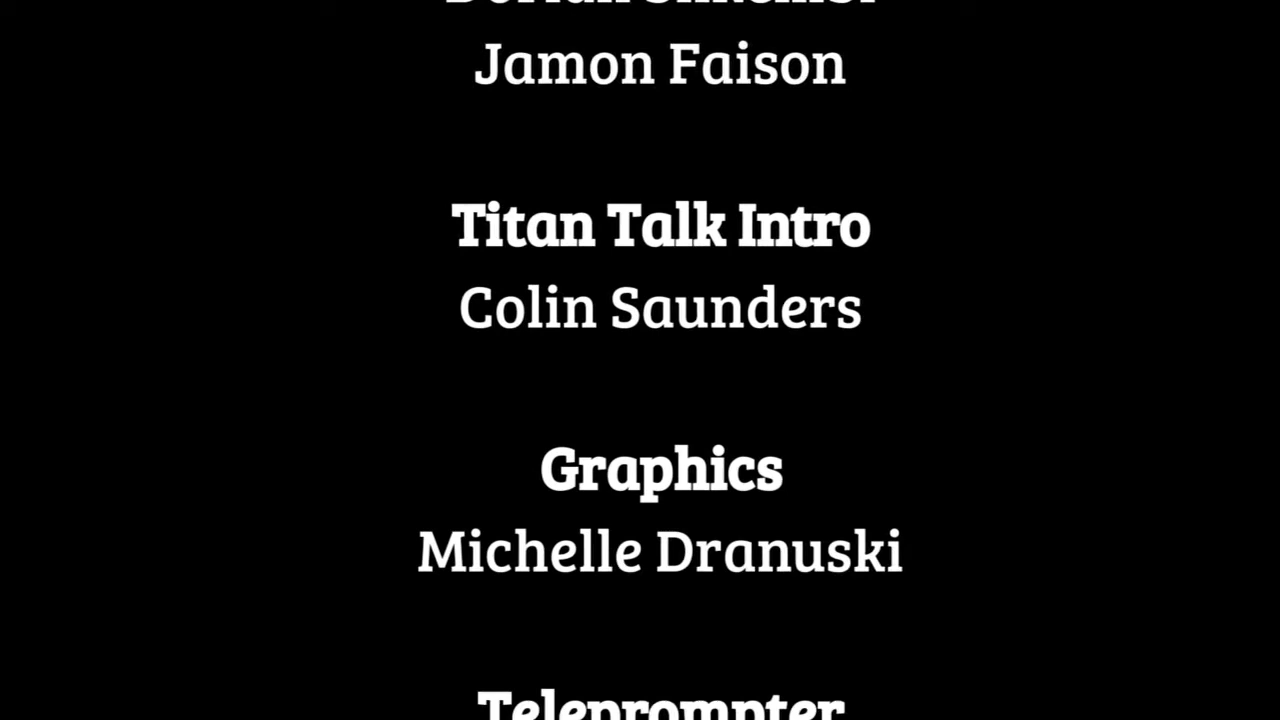 Jamon Faison
Titan Talk Intro
Colin Saunders
Graphics
Michelle Dranuski
Teleprompter